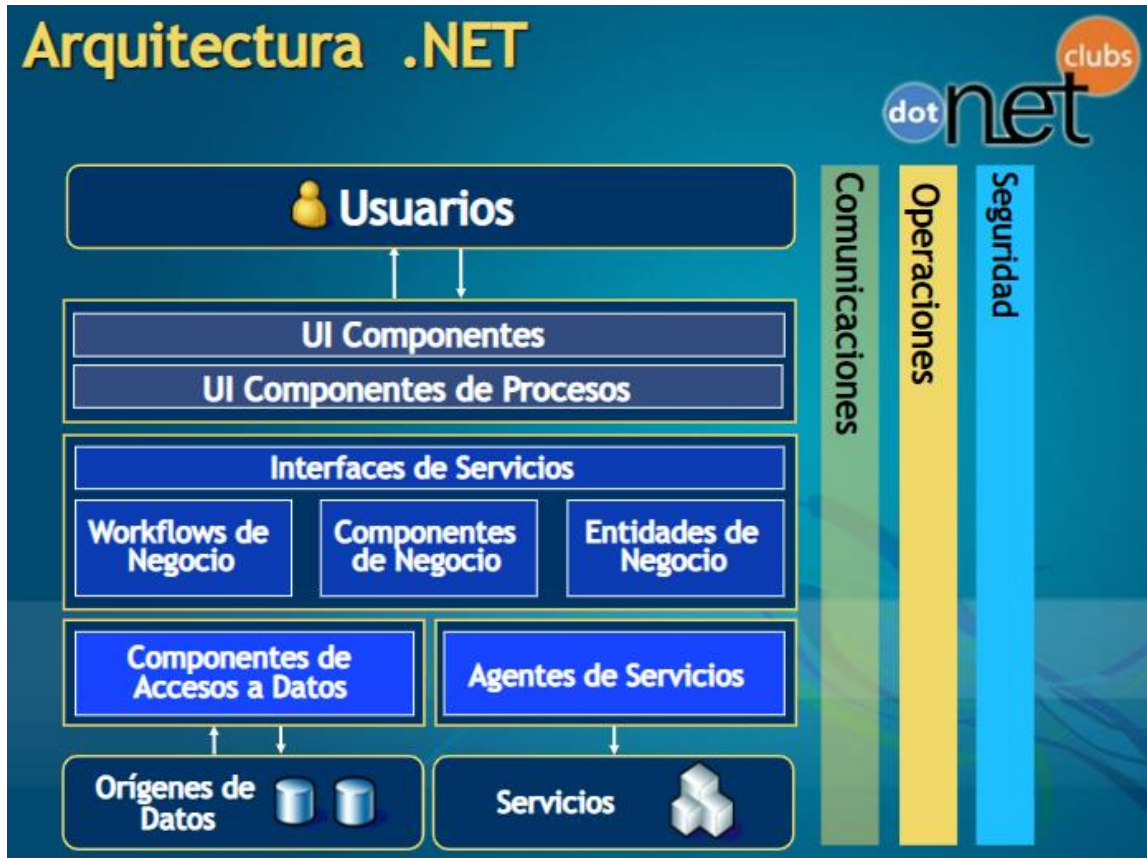 Arquitectura .NET
dot net clubs
Usuarios
UI Componentes
UI Componentes de Procesos
Interfaces de Servicios
Workflows de
Negocio
Componentes
de Negocio
Entidades de
Negocio
Componentes de
Accesos a Datos
Agentes de Servicios
Orígenes de
Datos
Servicios
Comunicaciones
Operaciones
Seguridad